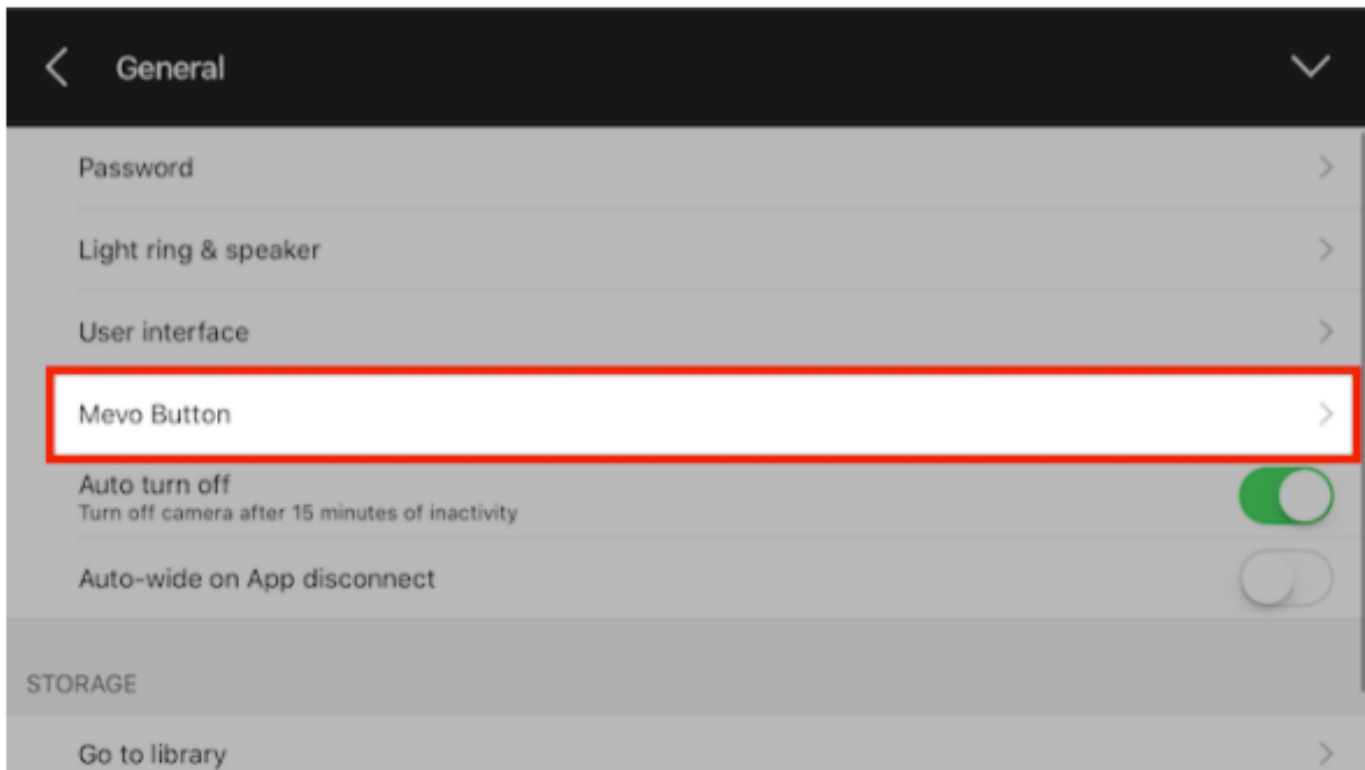 General
Password
Light ring & speaker
User interface
Mevo Button
Auto turn off
Turn off camera after 15 minutes of inactivity
Auto-wide on App disconnect
STORAGE
Go to library